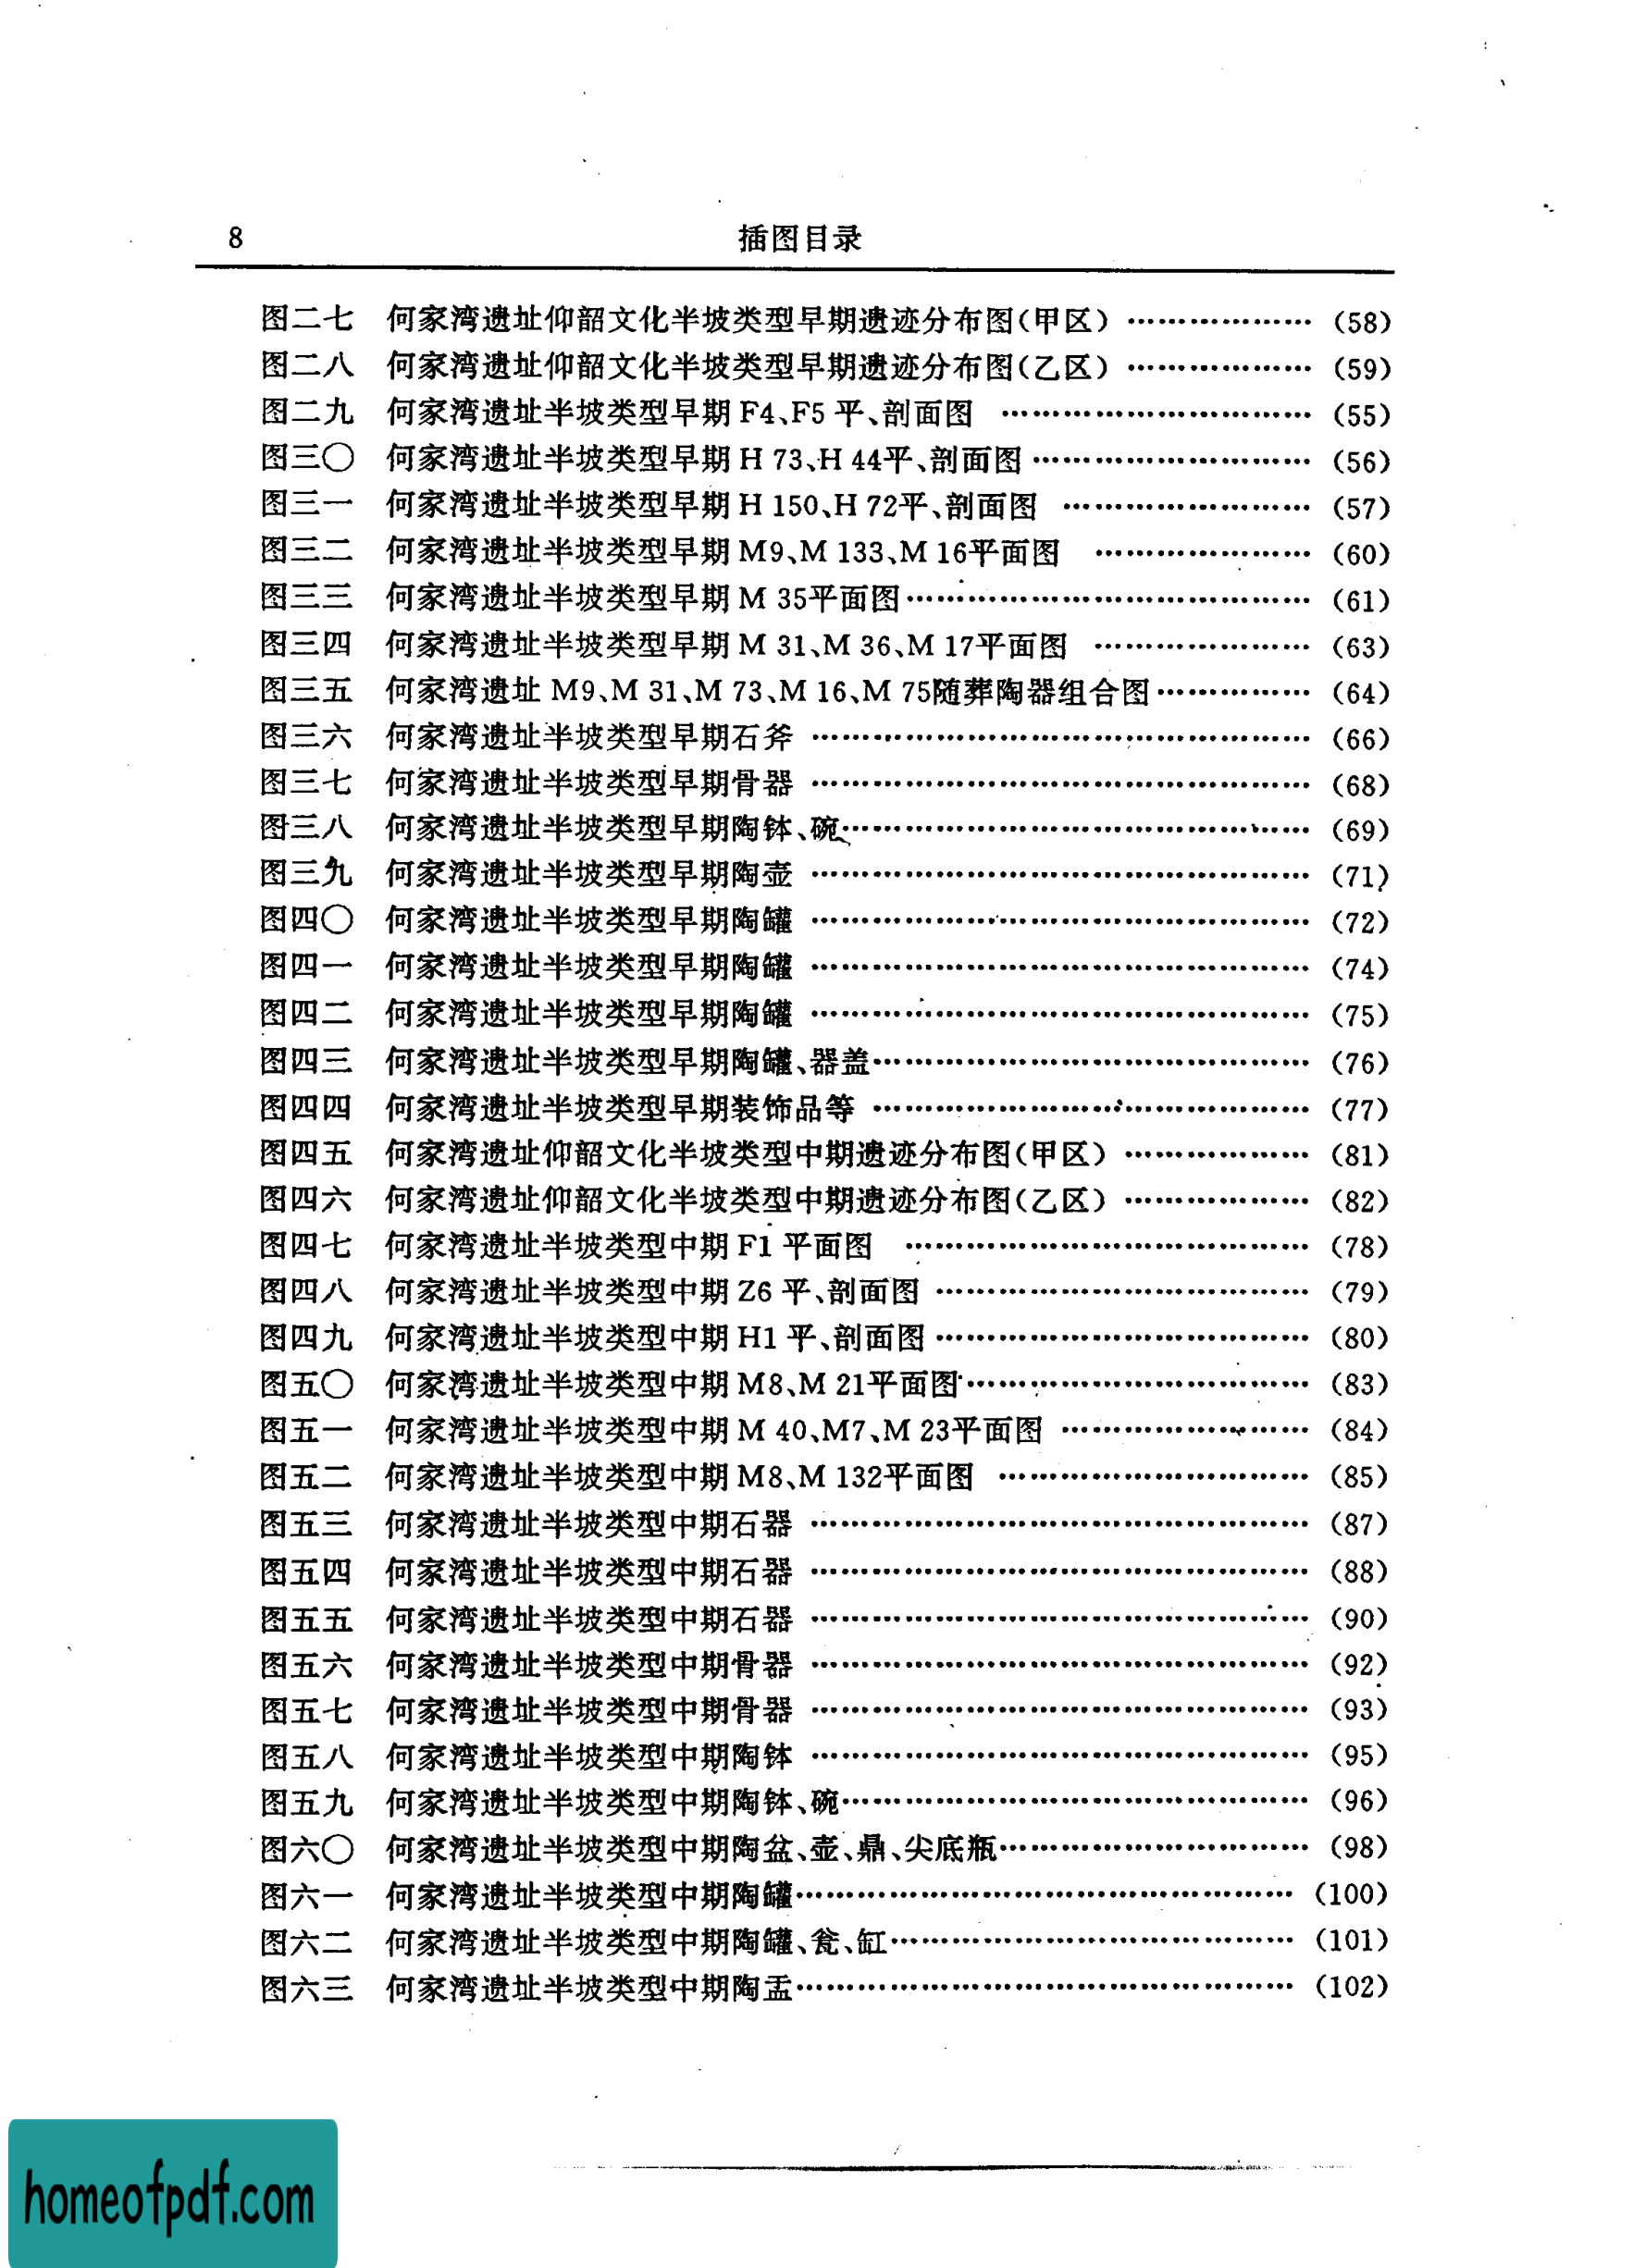 8 插图目录
图二七 何家湾遗址仰韶文化半坡类型早期遗迹分布图(甲区) ……………… (58)
图二八 何家湾遗址仰韶文化半坡类型早期遗迹分布图(乙区) ……………… (59)
图二九 何家湾遗址半坡类型早期 F4、F5 平、剖面图 ……………… (55)
图三〇 何家湾遗址半坡类型早期 H 73、H 44平、剖面图 ……………… (56)
图三一 何家湾遗址半坡类型早期 H 150、H 72平、剖面图 ……………… (57)
图三二 何家湾遗址半坡类型早期 M9、M 133、M 16平面图 ……………… (60)
图三三 何家湾遗址半坡类型早期 M 35平面图 ……………… (61)
图三四 何家湾遗址半坡类型早期 M 31、M 36、M 17平面图 ……………… (63)
图三五 何家湾遗址 M9、M 31、M 73、M 16、M 75随葬陶器组合图 ……………… (64)
图三六 何家湾遗址半坡类型早期石斧 ……………… (66)
图三七 何家湾遗址半坡类型早期骨器 ……………… (68)
图三八 何家湾遗址半坡类型早期陶钵、碗 ……………… (69)
图三九 何家湾遗址半坡类型早期陶壶 ……………… (71)
图四〇 何家湾遗址半坡类型早期陶罐 ……………… (72)
图四一 何家湾遗址半坡类型早期陶罐 ……………… (74)
图四二 何家湾遗址半坡类型早期陶罐 ……………… (75)
图四三 何家湾遗址半坡类型早期陶罐、器盖 ……………… (76)
图四四 何家湾遗址半坡类型早期装饰品等 ……………… (77)
图四五 何家湾遗址仰韶文化半坡类型中期遗迹分布图(甲区) ……………… (81)
图四六 何家湾遗址仰韶文化半坡类型中期遗迹分布图(乙区) ……………… (82)
图四七 何家湾遗址半坡类型中期 F1 平面图 ……………… (78)
图四八 何家湾遗址半坡类型中期 Z6 平、剖面图 ……………… (79)
图四九 何家湾遗址半坡类型中期 H1 平、剖面图 ……………… (80)
图五〇 何家湾遗址半坡类型中期 M8、M 21平面图 ……………… (83)
图五一 何家湾遗址半坡类型中期 M 40、M7、M 23平面图 ……………… (84)
图五二 何家湾遗址半坡类型中期 M8、M 132平面图 ……………… (85)
图五三 何家湾遗址半坡类型中期石器 ……………… (87)
图五四 何家湾遗址半坡类型中期石器 ……………… (88)
图五五 何家湾遗址半坡类型中期石器 ……………… (90)
图五六 何家湾遗址半坡类型中期骨器 ……………… (92)
图五七 何家湾遗址半坡类型中期骨器 ……………… (93)
图五八 何家湾遗址半坡类型中期陶钵 ……………… (95)
图五九 何家湾遗址半坡类型中期陶钵、碗 ……………… (96)
图六〇 何家湾遗址半坡类型中期陶盆、壶、鼎、尖底瓶 ……………… (98)
图六一 何家湾遗址半坡类型中期陶罐 ……………… (100)
图六二 何家湾遗址半坡类型中期陶罐、瓮、缸 ……………… (101)
图六三 何家湾遗址半坡类型中期陶盂 ……………… (102)
homeofpdf.com